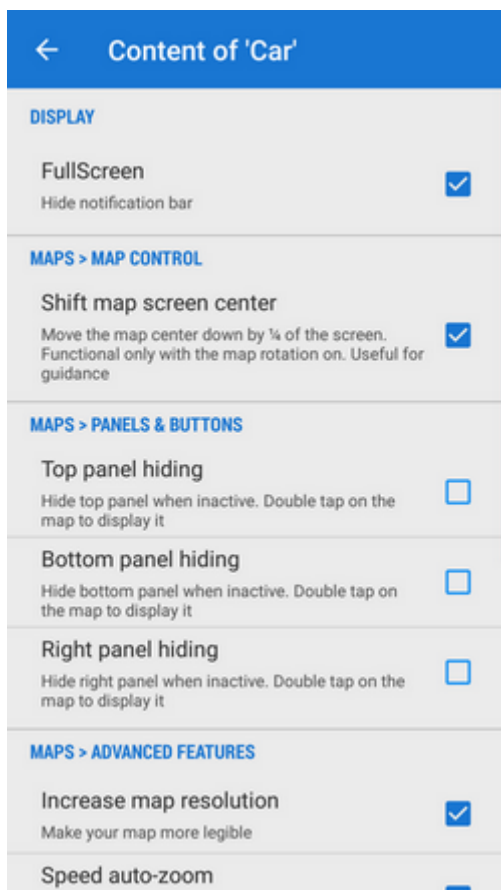 Content of 'Car'
DISPLAY
FullScreen
Hide notification bar
MAPS > MAP CONTROL
Shift map screen center
Move the map center down by ¼ of the screen.
Functional only with the map rotation on. Useful for
guidance
MAPS > PANELS & BUTTONS
Top panel hiding
Hide top panel when inactive. Double tap on the
map to display it
Bottom panel hiding
Hide bottom panel when inactive. Double tap on
the map to display it
Right panel hiding
Hide right panel when inactive. Double tap on the
map to display it
MAPS > ADVANCED FEATURES
Increase map resolution
Make your map more legible
Speed auto-zoom